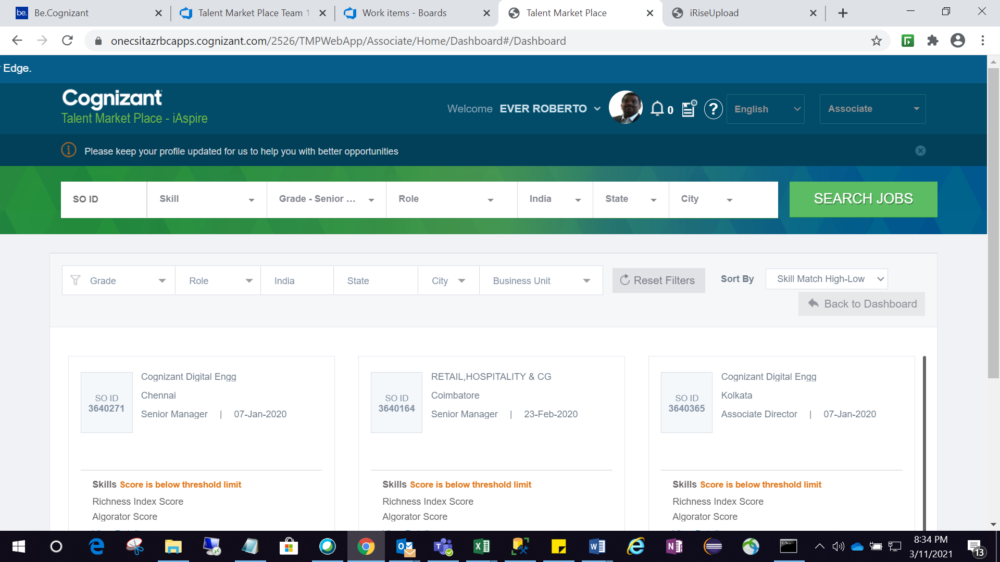 be. Be.Cognizant
Talent Market Place Team 1
Work items - Boards
Talent Market Place
iRiseUpload
onecsitazrbcapps.cognizant.com/2526/TMPWebApp/Associate/Home/Dashboard#/Dashboard
Edge.
Cognizant
Talent Market Place - iAspire
Welcome EVER ROBERTO
0
?
English
Associate
Please keep your profile updated for us to help you with better opportunities
SO ID
Skill
Grade - Senior ...
Role
India
State
City
SEARCH JOBS
Grade
Role
India
State
City
Business Unit
Reset Filters
Sort By
Skill Match High-Low
Back to Dashboard
SO ID
3640271
Cognizant Digital Engg
Chennai
Senior Manager | 07-Jan-2020
Skills Score is below threshold limit
Richness Index Score
Algorator Score
SO ID
3640164
RETAIL,HOSPITALITY & CG
Coimbatore
Senior Manager | 23-Feb-2020
Skills Score is below threshold limit
Richness Index Score
Algorator Score
SO ID
3640365
Cognizant Digital Engg
Kolkata
Associate Director | 07-Jan-2020
Skills Score is below threshold limit
Richness Index Score
Algorator Score
8:34 PM
3/11/2021
13